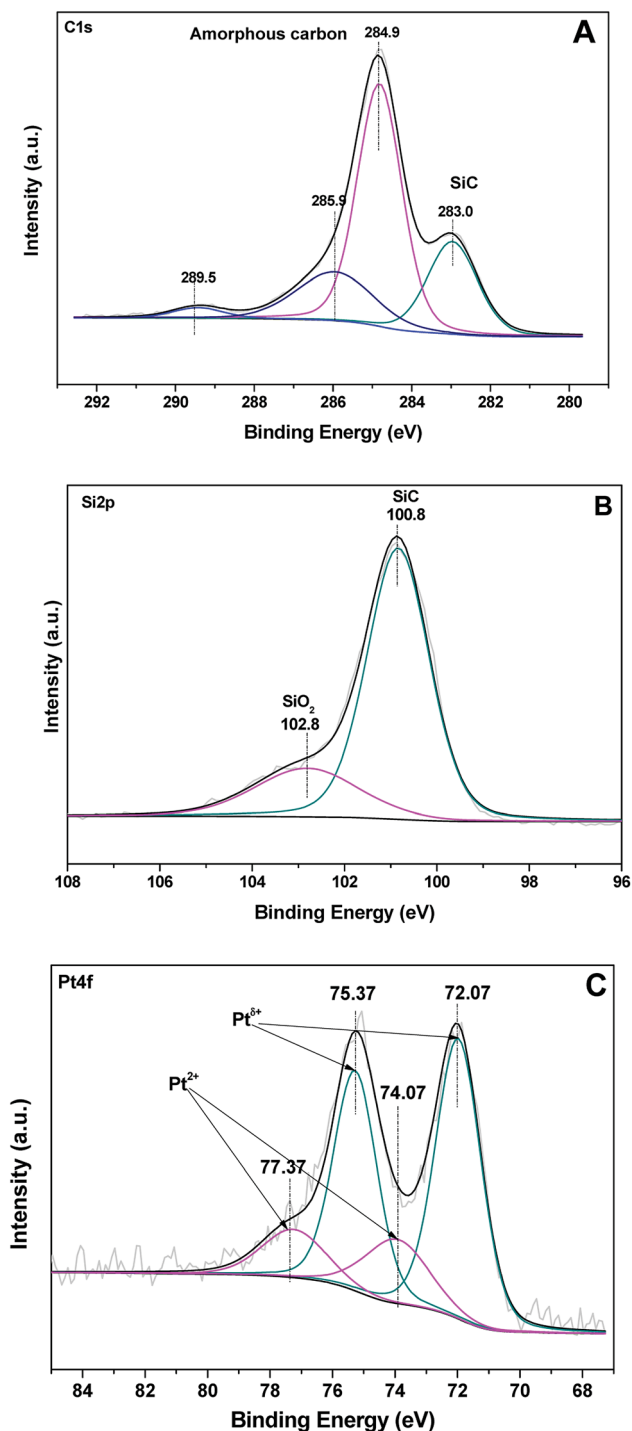 C1s
A
Amorphous carbon
284.9
SiC
283.0
285.9
289.5
Intensity (a.u.)
292 290 288 286 284 282 280
Binding Energy (eV)
Si2p
B
SiC
100.8
SiO₂
102.8
Intensity (a.u.)
108 106 104 102 100 98 96
Binding Energy (eV)
Pt4f
C
75.37
72.07
Ptᵟ⁺
Pt²⁺
74.07
77.37
Intensity (a.u.)
84 82 80 78 76 74 72 70 68
Binding Energy (eV)